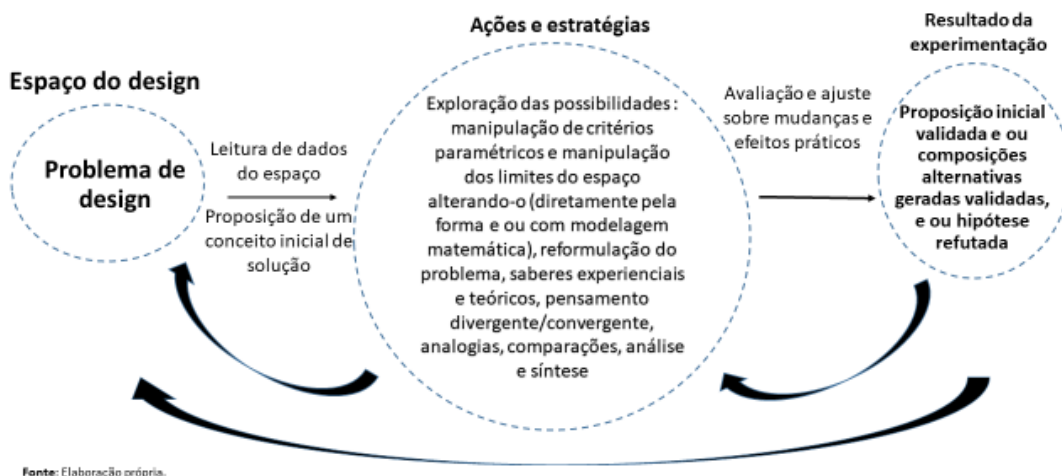 Espaço do design
Problema de
design
Leitura de dados
do espaço
Proposição de um
conceito inicial de
solução
Ações e estratégias
Exploração das possibilidades :
manipulação de critérios
paramétricos e manipulação
dos limites do espaço
alterando-o (diretamente pela
forma e ou com modelagem
matemática), reformulação do
problema, saberes experienciais
e teóricos, pensamento
divergente/convergente,
analogias, comparações, análise
e síntese
Avaliação e ajuste
sobre mudanças e
efeitos práticos
Resultado da
experimentação
Proposição inicial
validada e ou
composições
alternativas
geradas validadas,
e ou hipótese
refutada
Fonte: Elaboração própria.